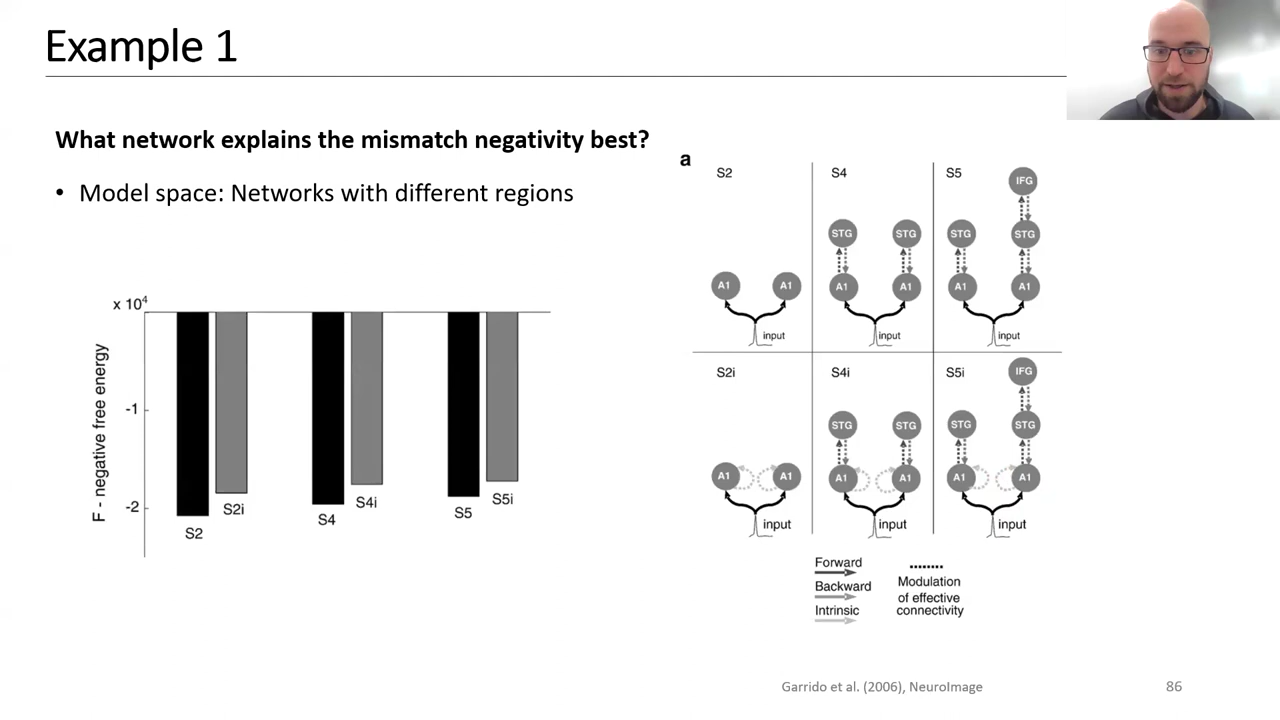 Example 1
What network explains the mismatch negativity best?
• Model space: Networks with different regions
x 10⁴
F - negative free energy
-1
-2
S2
S2i
S4
S4i
S5
S5i
a
S2
S4
S5
IFG
STG
STG
STG
STG
A1
A1
A1
A1
A1
A1
input
input
input
S2i
S4i
S5i
IFG
STG
STG
STG
STG
A1
A1
A1
A1
A1
A1
input
input
input
Forward
Backward
Intrinsic
Modulation
of effective
connectivity
Garrido et al. (2006), NeuroImage
86